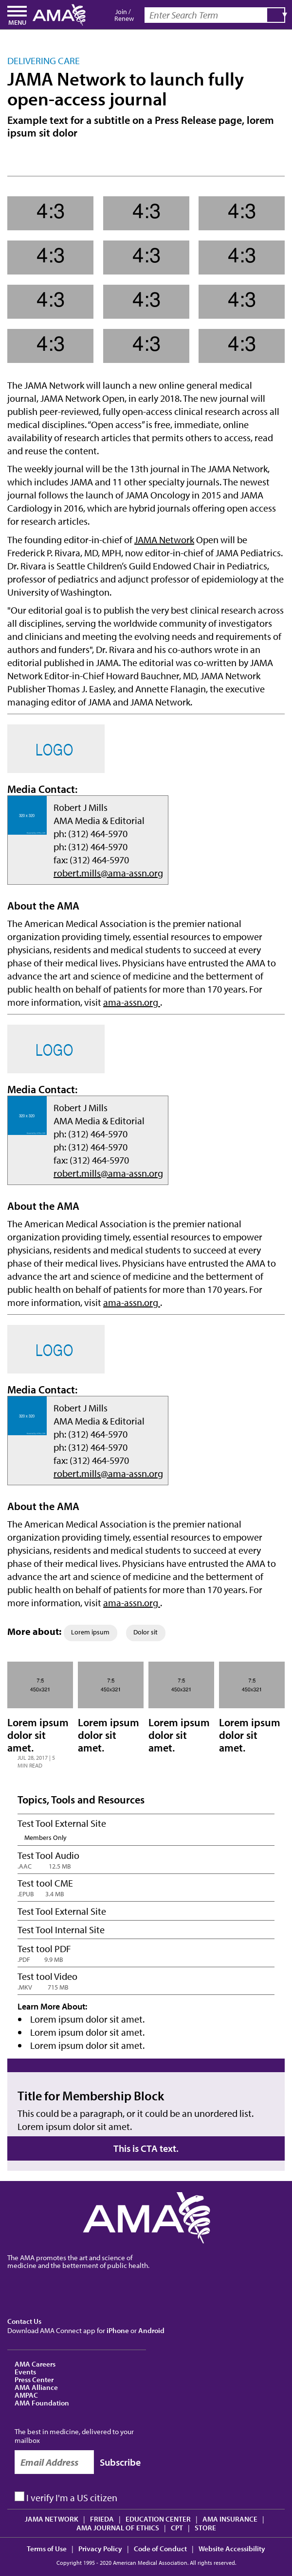 MENU
AMA
Join /
Renew
Enter Search Term
DELIVERING CARE
JAMA Network to launch fully
open-access journal
Example text for a subtitle on a Press Release page, lorem
ipsum sit dolor
4:3 4:3 4:3
4:3 4:3 4:3
4:3 4:3 4:3
4:3 4:3 4:3
The JAMA Network will launch a new online general medical
journal, JAMA Network Open, in early 2018. The new journal will
publish peer-reviewed, fully open-access clinical research across all
medical disciplines. "Open access" is free, immediate, online
availability of research articles that permits others to access, read
and reuse the content.
The weekly journal will be the 13th journal in The JAMA Network,
which includes JAMA and 11 other specialty journals. The newest
journal follows the launch of JAMA Oncology in 2015 and JAMA
Cardiology in 2016, which are hybrid journals offering open access
for research articles.
The founding editor-in-chief of JAMA Network Open will be
Frederick P. Rivara, MD, MPH, now editor-in-chief of JAMA Pediatrics.
Dr. Rivara is Seattle Children's Guild Endowed Chair in Pediatrics,
professor of pediatrics and adjunct professor of epidemiology at the
University of Washington.
"Our editorial goal is to publish the very best clinical research across
all disciplines, serving the worldwide community of investigators
and clinicians and meeting the evolving needs and requirements of
authors and funders", Dr. Rivara and his co-authors wrote in an
editorial published in JAMA. The editorial was co-written by JAMA
Network Editor-in-Chief Howard Bauchner, MD, JAMA Network
Publisher Thomas J. Easley, and Annette Flanagin, the executive
managing editor of JAMA and JAMA Network.
LOGO
Media Contact:
320 x 320
Robert J Mills
AMA Media & Editorial
ph: (312) 464-5970
ph: (312) 464-5970
fax: (312) 464-5970
robert.mills@ama-assn.org
About the AMA
The American Medical Association is the premier national
organization providing timely, essential resources to empower
physicians, residents and medical students to succeed at every
phase of their medical lives. Physicians have entrusted the AMA to
advance the art and science of medicine and the betterment of
public health on behalf of patients for more than 170 years. For
more information, visit ama-assn.org .
LOGO
Media Contact:
320 x 320
Robert J Mills
AMA Media & Editorial
ph: (312) 464-5970
ph: (312) 464-5970
fax: (312) 464-5970
robert.mills@ama-assn.org
About the AMA
The American Medical Association is the premier national
organization providing timely, essential resources to empower
physicians, residents and medical students to succeed at every
phase of their medical lives. Physicians have entrusted the AMA to
advance the art and science of medicine and the betterment of
public health on behalf of patients for more than 170 years. For
more information, visit ama-assn.org .
LOGO
Media Contact:
320 x 320
Robert J Mills
AMA Media & Editorial
ph: (312) 464-5970
ph: (312) 464-5970
fax: (312) 464-5970
robert.mills@ama-assn.org
About the AMA
The American Medical Association is the premier national
organization providing timely, essential resources to empower
physicians, residents and medical students to succeed at every
phase of their medical lives. Physicians have entrusted the AMA to
advance the art and science of medicine and the betterment of
public health on behalf of patients for more than 170 years. For
more information, visit ama-assn.org .
More about: Lorem ipsum Dolor sit
7:5 7:5 7:5 7:5
450x321 450x321 450x321 450x321
Lorem ipsum Lorem ipsum Lorem ipsum Lorem ipsum
dolor sit dolor sit dolor sit dolor sit
amet. amet. amet. amet.
JUL 28, 2017 | 5
MIN READ
Topics, Tools and Resources
Test Tool External Site
Members Only
Test Tool Audio
.AAC 12.5 MB
Test tool CME
.EPUB 3.4 MB
Test Tool External Site
Test Tool Internal Site
Test tool PDF
.PDF 9.9 MB
Test tool Video
.MKV 715 MB
Learn More About:
• Lorem ipsum dolor sit amet.
• Lorem ipsum dolor sit amet.
• Lorem ipsum dolor sit amet.
Title for Membership Block
This could be a paragraph, or it could be an unordered list.
Lorem ipsum dolor sit amet.
This is CTA text.
AMA
The AMA promotes the art and science of
medicine and the betterment of public health.
Contact Us
Download AMA Connect app for iPhone or Android
AMA Careers
Events
Press Center
AMA Alliance
AMPAC
AMA Foundation
The best in medicine, delivered to your
mailbox
Email Address Subscribe
I verify I'm a US citizen
JAMA NETWORK | FRIEDA | EDUCATION CENTER | AMA INSURANCE |
AMA JOURNAL OF ETHICS | CPT | STORE
Terms of Use | Privacy Policy | Code of Conduct | Website Accessibility
Copyright 1995 - 2020 American Medical Association. All rights reserved.